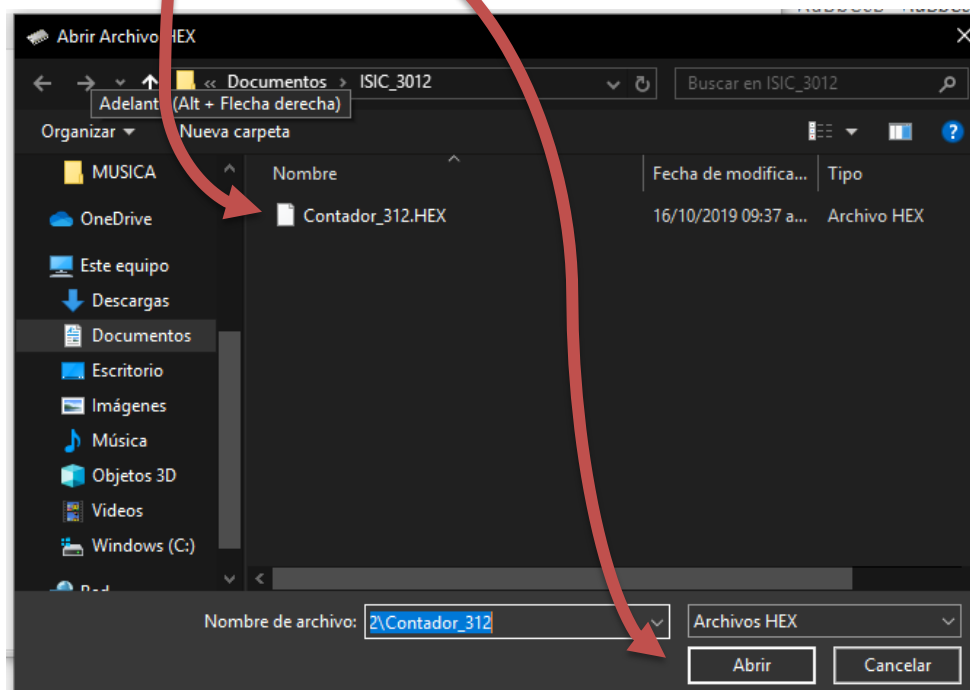 Abrir Archivo HEX
« Documentos > ISIC_3012
Buscar en ISIC_3012
(Alt + Flecha derecha)
Organizar
Nueva carpeta
MUSICA
Nombre
Fecha de modifica...
Tipo
OneDrive
Contador_312.HEX
16/10/2019 09:37 a...
Archivo HEX
Este equipo
Descargas
Documentos
Escritorio
Imágenes
Música
Objetos 3D
Videos
Windows (C:)
Nombre de archivo:
2\Contador_312
Archivos HEX
Abrir
Cancelar